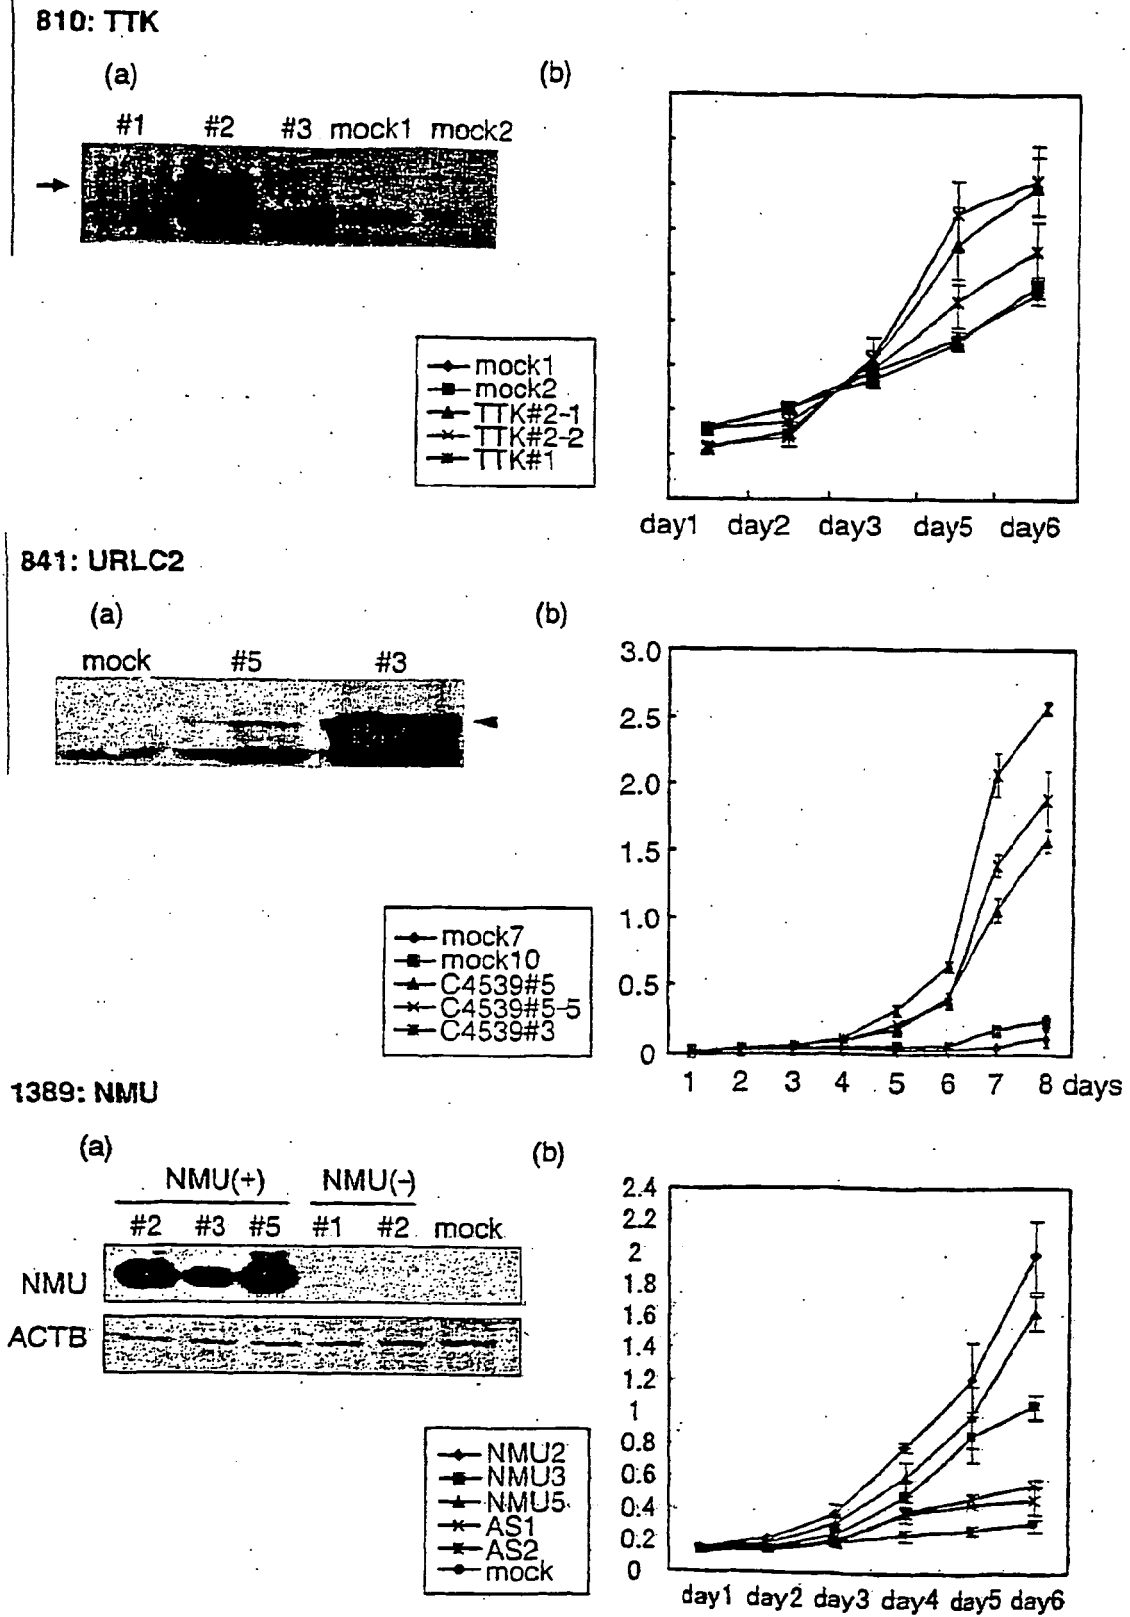 810: TTK
(a)
(b)
#1 #2 #3 mock1 mock2
mock1
mock2
TTK#2-1
TTK#2-2
TTK#1
day1 day2 day3 day5 day6
841: URLC2
(a)
(b)
mock #5 #3
3.0
2.5
2.0
1.5
1.0
0.5
0
mock7
mock10
C4539#5
C4539#5-5
C4539#3
1 2 3 4 5 6 7 8 days
1389: NMU
(a)
(b)
NMU(+) NMU(-)
#2 #3 #5 #1 #2 mock
NMU
ACTB
2.4
2.2
2
1.8
1.6
1.4
1.2
1
0.8
0.6
0.4
0.2
0
NMU2
NMU3
NMU5
AS1
AS2
mock
day1 day2 day3 day4 day5 day6